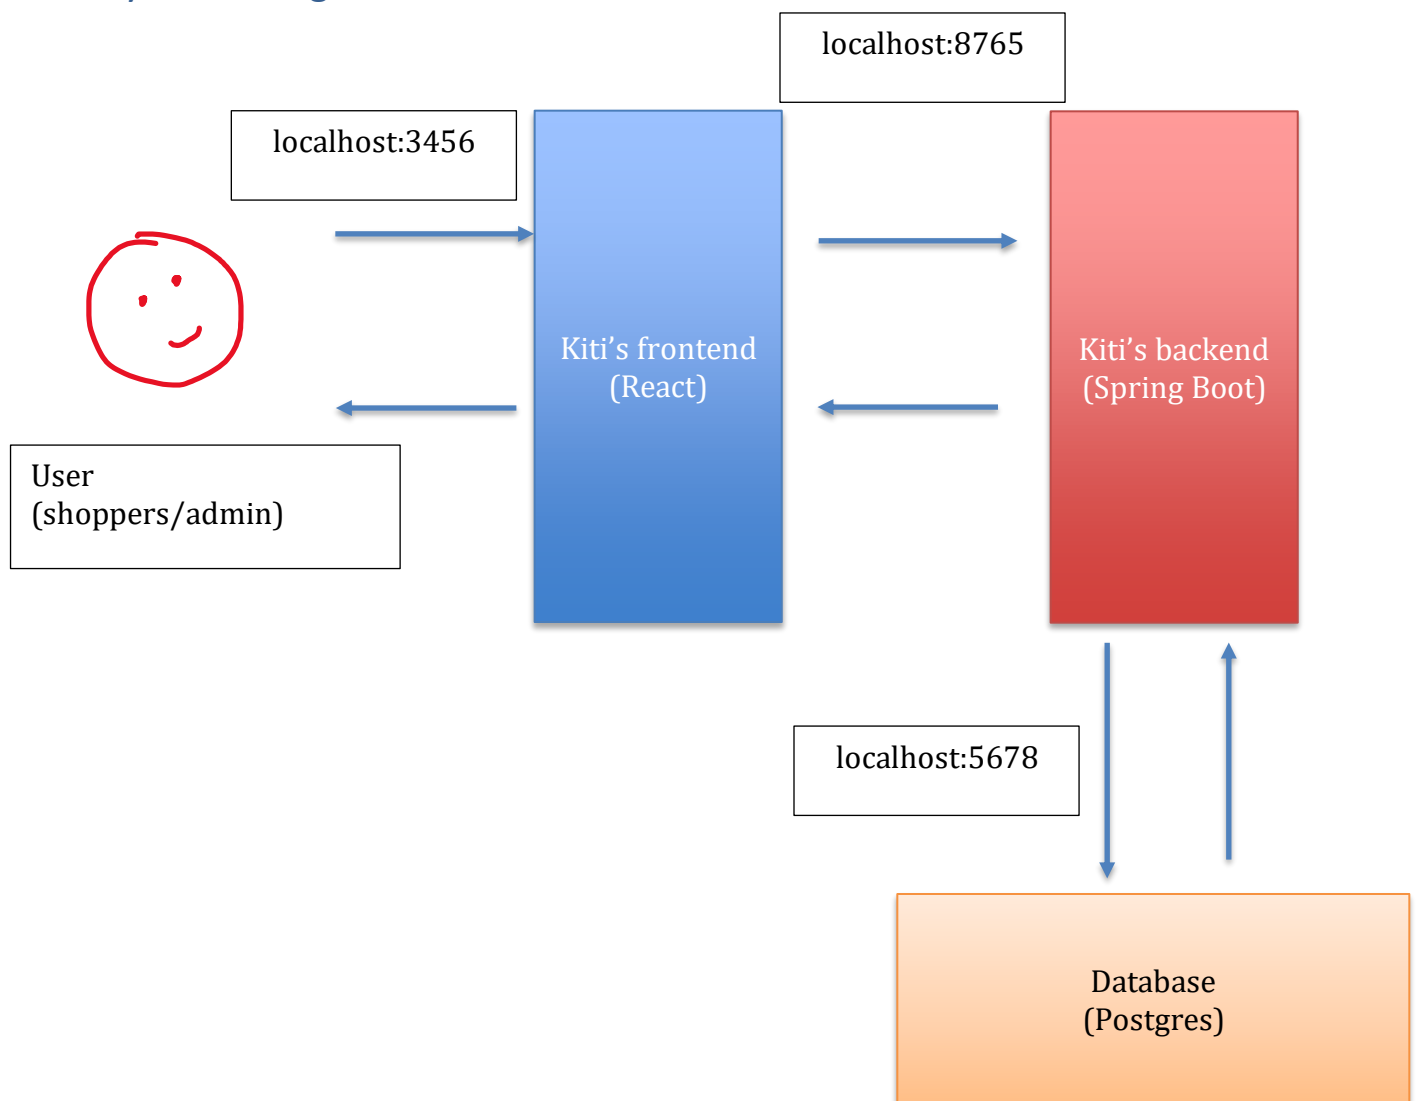 localhost:8765
localhost:3456
Kiti’s frontend
(React)
Kiti’s backend
(Spring Boot)
User
(shoppers/admin)
localhost:5678
Database
(Postgres)